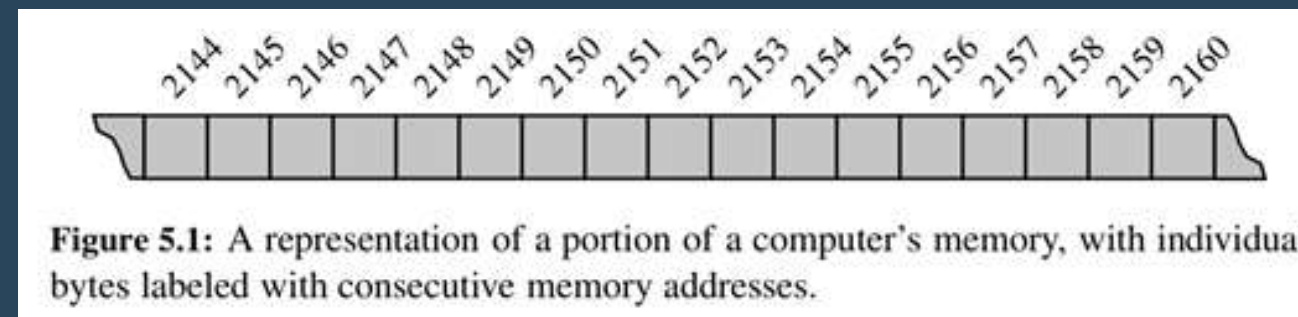 2144 2145 2146 2147 2148 2149 2150 2151 2152 2153 2154 2155 2156 2157 2158 2159 2160
Figure 5.1: A representation of a portion of a computer's memory, with individua
bytes labeled with consecutive memory addresses.